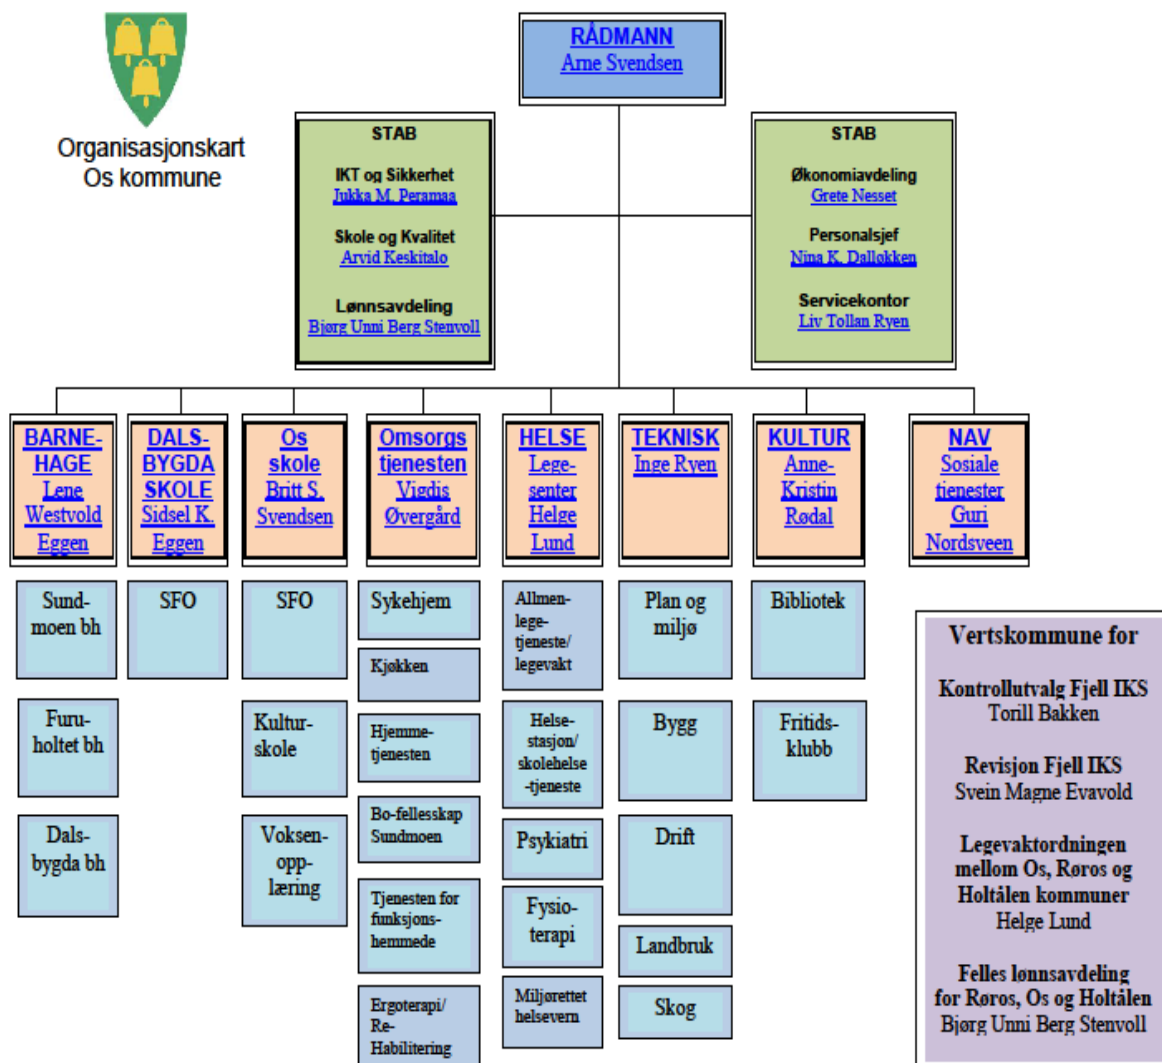 Organisasjonskart
Os kommune
RÅDMANN
Arne Svendsen
STAB
IKT og Sikkerhet
Jukka M. Peramaa
Skole og Kvalitet
Arvid Keskitalo
Lønnsavdeling
Bjørg Unni Berg Stenvoll
STAB
Økonomiavdeling
Grete Nesset
Personalsjef
Nina K. Dalløkken
Servicekontor
Liv Tollan Ryen
BARNE-
HAGE
Lene
Westvold
Eggen
Sund-
moen bh
Furu-
holtet bh
Dals-
bygda bh
DALS-
BYGDA
SKOLE
Sidsel K.
Eggen
SFO
Os
skole
Britt S.
Svendsen
SFO
Kultur-
skole
Voksen-
opp-
læring
Omsorgs
tjenesten
Vigdis
Øvergård
Sykehjem
Kjøkken
Hjemme-
tjenesten
Bo-fellesskap
Sundmoen
Tjenesten for
funksjons-
hemmede
Ergoterapi/
Re-
Habilitering
HELSE
Lege-
senter
Helge
Lund
Allmen-
lege-
tjeneste/
legevakt
Helse-
stasjon/
skolehelse
-tjeneste
Psykiatri
Fysio-
terapi
Miljørettet
helsevern
TEKNISK
Inge Ryen
Plan og
miljø
Bygg
Drift
Landbruk
Skog
KULTUR
Anne-
Kristin
Rødal
Bibliotek
Fritids-
klubb
NAV
Sosiale
tienester
Guri
Nordsveen
Vertskommune for
Kontrollutvalg Fjell IKS
Torill Bakken
Revisjon Fjell IKS
Svein Magne Evavold
Legevaktordningen
mellom Os, Røros og
Holtålen kommuner
Helge Lund
Felles lønnsavdeling
for Røros, Os og Holtålen
Bjørg Unni Berg Stenvoll